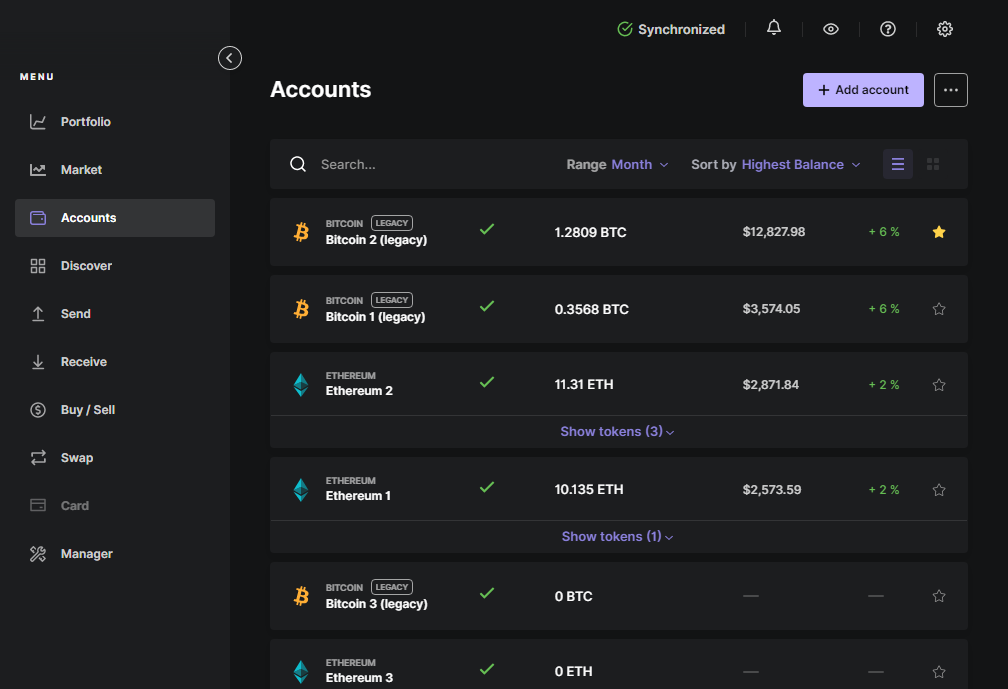 Synchronized
MENU
Portfolio
Market
Accounts
Discover
Send
Receive
Buy / Sell
Swap
Card
Manager
Accounts
+ Add account
Search...
Range Month
Sort by Highest Balance
BITCOIN LEGACY
Bitcoin 2 (legacy)
1.2809 BTC
$12,827.98
+ 6 %
BITCOIN LEGACY
Bitcoin 1 (legacy)
0.3568 BTC
$3,574.05
+ 6 %
ETHEREUM
Ethereum 2
11.31 ETH
$2,871.84
+ 2 %
Show tokens (3)
ETHEREUM
Ethereum 1
10.135 ETH
$2,573.59
+ 2 %
Show tokens (1)
BITCOIN LEGACY
Bitcoin 3 (legacy)
0 BTC
—
—
ETHEREUM
Ethereum 3
0 ETH
—
—